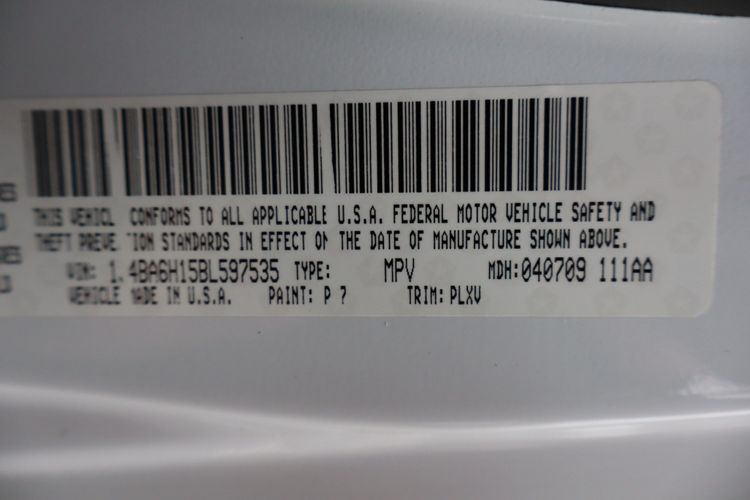 THIS VEHICL CONFORMS TO ALL APPLICABLE U.S.A. FEDERAL MOTOR VEHICLE SAFETY AND
THEFT PREVE TION STANDARDS IN EFFECT ON THE DATE OF MANUFACTURE SHOWN ABOVE.
VIN: 1 4BA6H15BL597535 TYPE: MPV MDH:040709 111AA
VEHICLE MADE IN U.S.A. PAINT: P 7 TRIM: PLXV